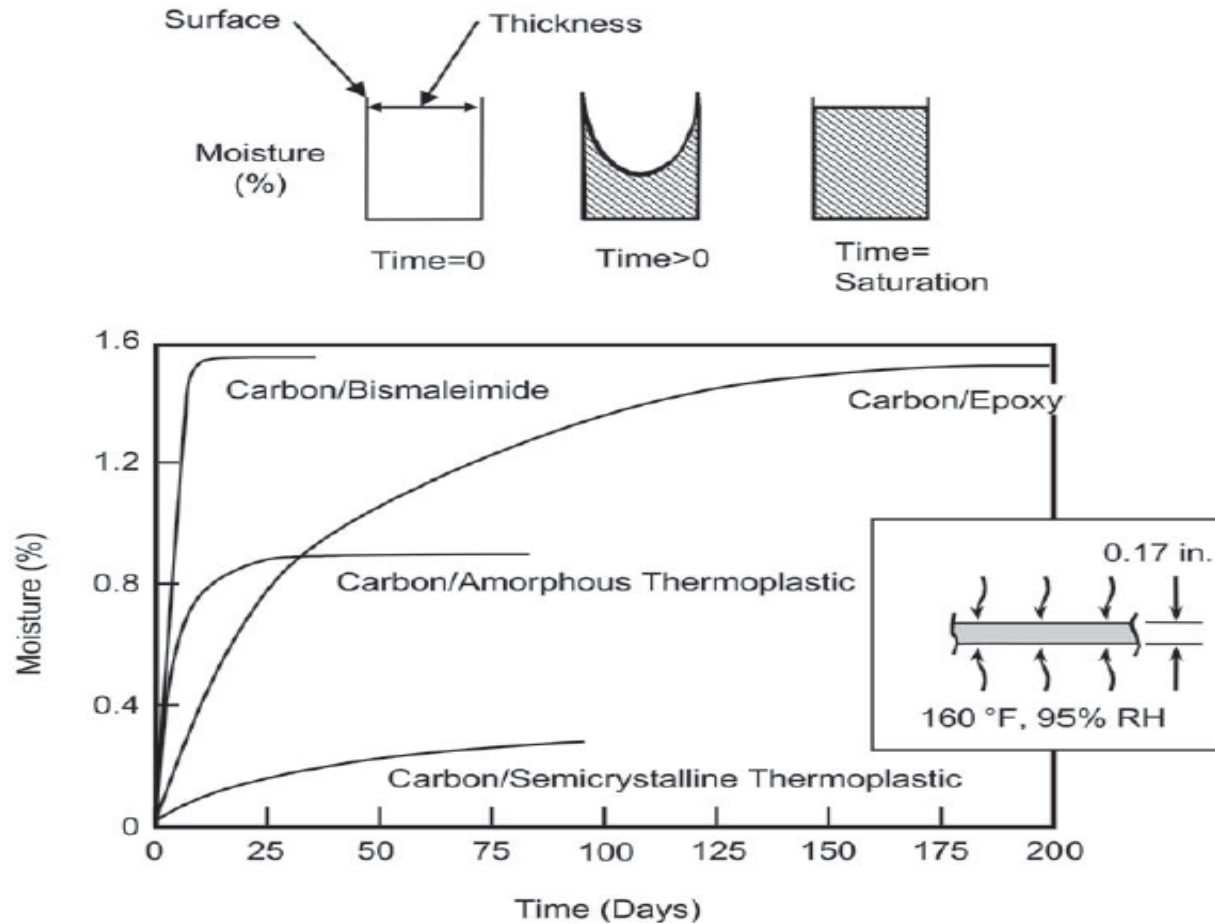 Surface
Thickness
Moisture
(%)
Time=0
Time>0
Time=
Saturation
1.6
1.2
0.8
0.4
0
Moisture (%)
Carbon/Bismaleimide
Carbon/Epoxy
Carbon/Amorphous Thermoplastic
Carbon/Semicrystalline Thermoplastic
0.17 in.
160 °F, 95% RH
0 25 50 75 100 125 150 175 200
Time (Days)